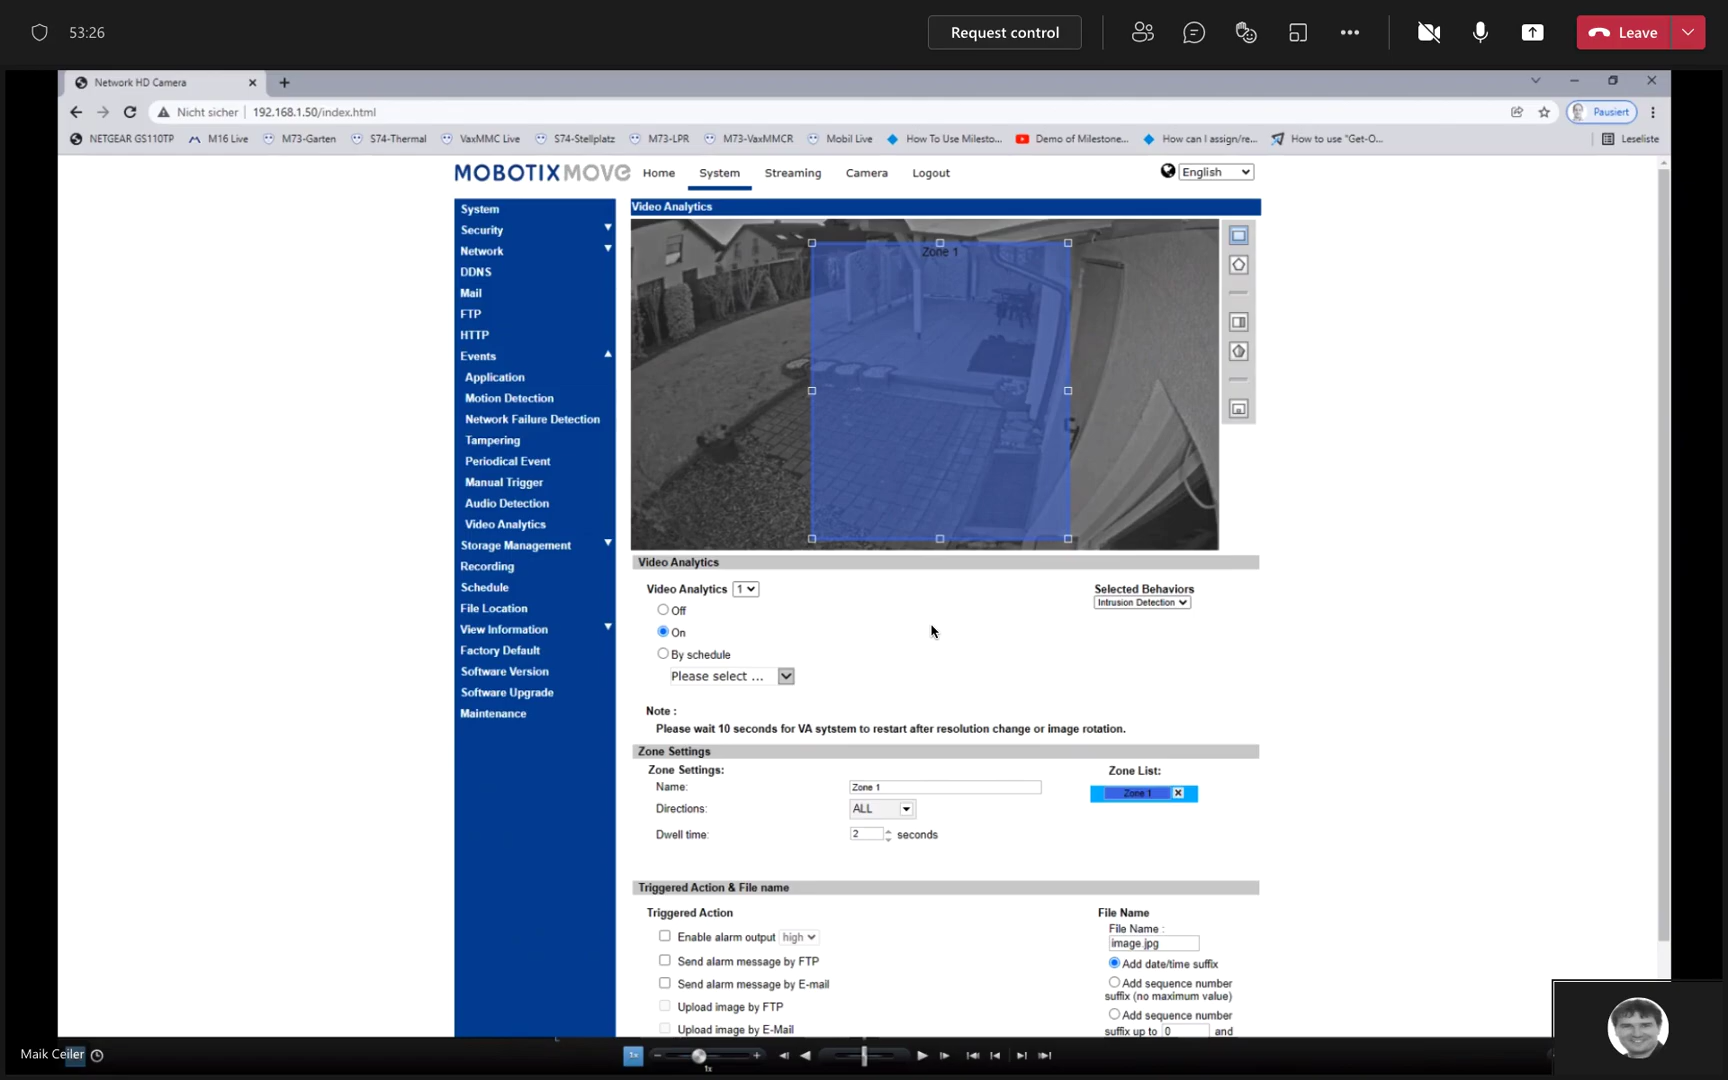 53:26
Request control
Leave
Network HD Camera
Nicht sicher
192.168.1.50/index.html
Pausiert
NETGEAR GS110TP
M16 Live
M73-Garten
S74-Thermal
VaxMMC Live
S74-Stellplatz
M73-LPR
M73-VaxMMCR
Mobil Live
How To Use Milesto...
Demo of Milestone...
How can I assign/re...
How to use "Get-O...
Leseliste
MOBOTIXMOVE
Home
System
Streaming
Camera
Logout
English
System
Security
Network
DDNS
Mail
FTP
HTTP
Events
Application
Motion Detection
Network Failure Detection
Tampering
Periodical Event
Manual Trigger
Audio Detection
Video Analytics
Storage Management
Recording
Schedule
File Location
View Information
Factory Default
Software Version
Software Upgrade
Maintenance
Video Analytics
Zone 1
Video Analytics
Video Analytics 1
Off
On
By schedule
Please select ...
Selected Behaviors
Intrusion Detection
Note :
Please wait 10 seconds for VA sytstem to restart after resolution change or image rotation.
Zone Settings
Zone Settings:
Name:
Zone 1
Directions:
ALL
Dwell time:
2 seconds
Zone List:
Zone 1
Triggered Action & File name
Triggered Action
Enable alarm output high
Send alarm message by FTP
Send alarm message by E-mail
Upload image by FTP
Upload image by E-Mail
File Name
File Name :
image.jpg
Add date/time suffix
Add sequence number
suffix (no maximum value)
Add sequence number
suffix up to 0 and
Maik Ceiler
1x
1x